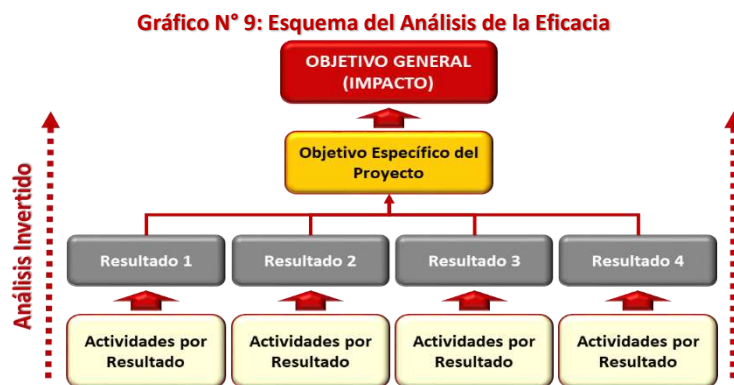 Gráfico N° 9: Esquema del Análisis de la Eficacia
OBJETIVO GENERAL
(IMPACTO)
Objetivo Específico del
Proyecto
Análisis Invertido
Resultado 1
Resultado 2
Resultado 3
Resultado 4
Actividades por
Resultado
Actividades por
Resultado
Actividades por
Resultado
Actividades por
Resultado